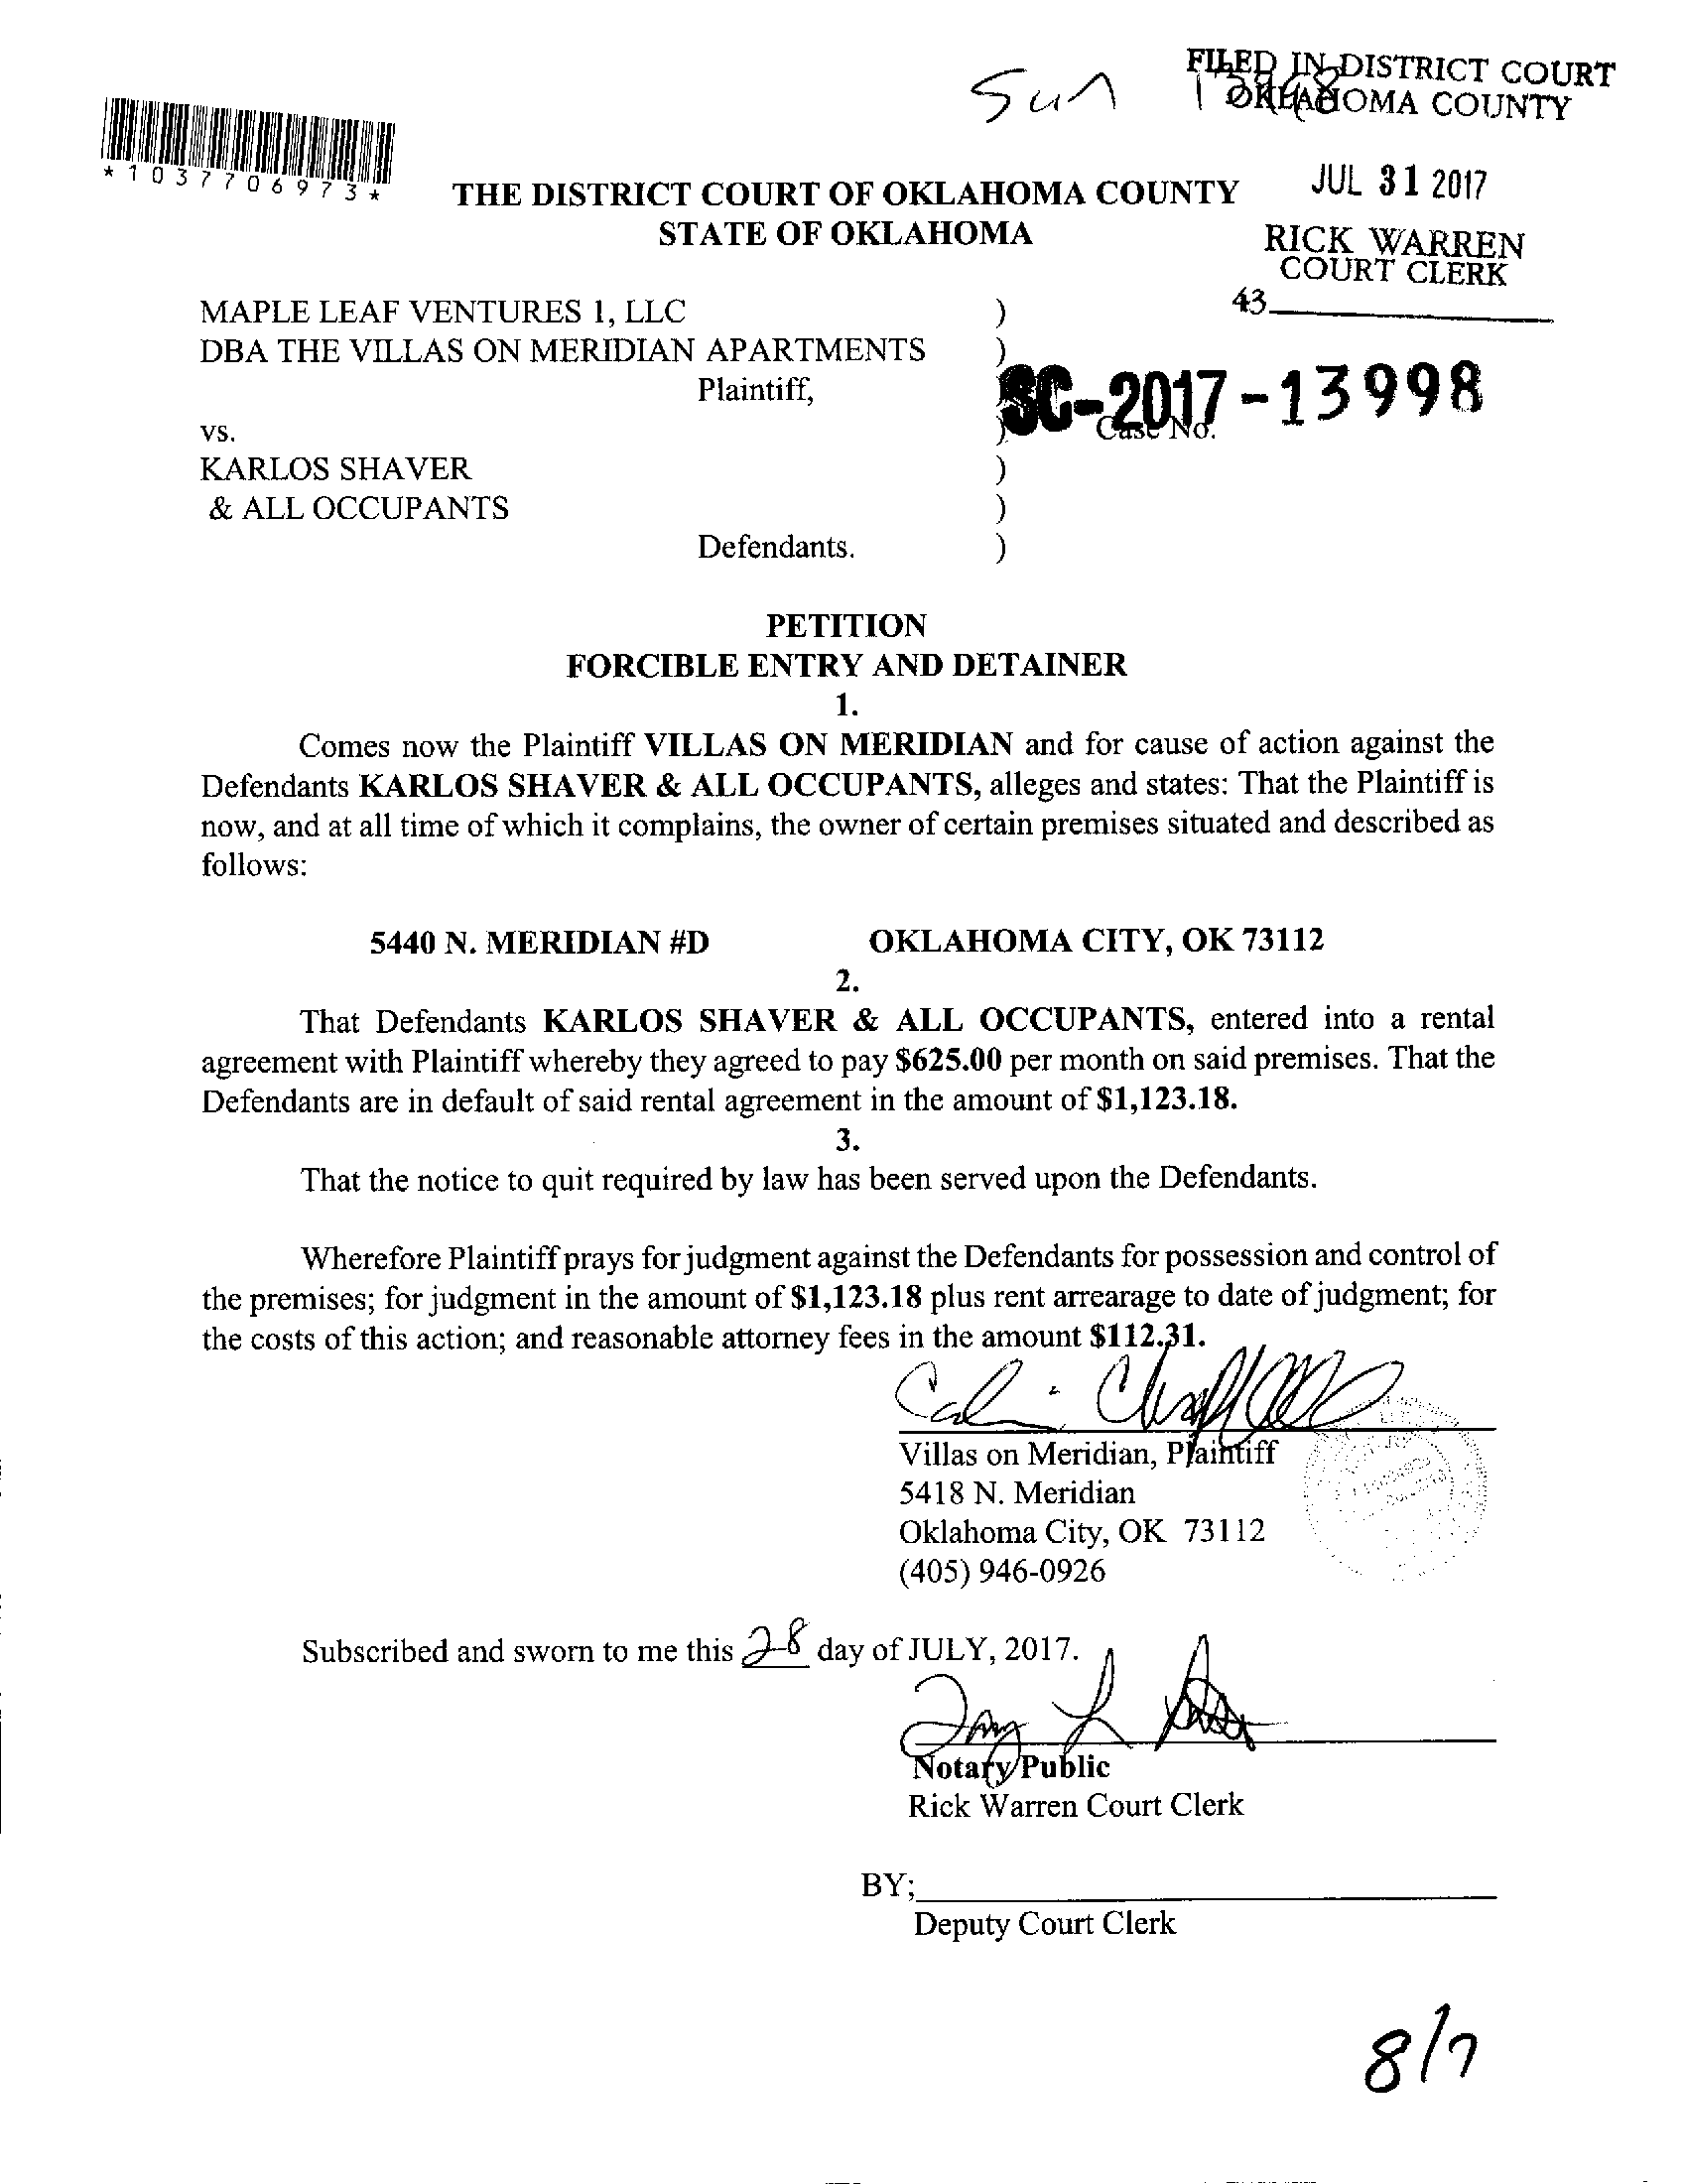 Sun
FILED IN DISTRICT COURT
OKLAHOMA COUNTY
*1037706973*
JUL 31 2017
THE DISTRICT COURT OF OKLAHOMA COUNTY
STATE OF OKLAHOMA
RICK WARREN
COURT CLERK
43
MAPLE LEAF VENTURES 1, LLC )
DBA THE VILLAS ON MERIDIAN APARTMENTS )
Plaintiff,
SC-2017-13998
vs. ) Case No.
KARLOS SHAVER )
& ALL OCCUPANTS )
Defendants. )
PETITION
FORCIBLE ENTRY AND DETAINER
1.
Comes now the Plaintiff VILLAS ON MERIDIAN and for cause of action against the
Defendants KARLOS SHAVER & ALL OCCUPANTS, alleges and states: That the Plaintiff is
now, and at all time of which it complains, the owner of certain premises situated and described as
follows:
5440 N. MERIDIAN #D OKLAHOMA CITY, OK 73112
2.
That Defendants KARLOS SHAVER & ALL OCCUPANTS, entered into a rental
agreement with Plaintiff whereby they agreed to pay $625.00 per month on said premises. That the
Defendants are in default of said rental agreement in the amount of $1,123.18.
3.
That the notice to quit required by law has been served upon the Defendants.
Wherefore Plaintiff prays for judgment against the Defendants for possession and control of
the premises; for judgment in the amount of $1,123.18 plus rent arrearage to date of judgment; for
the costs of this action; and reasonable attorney fees in the amount $112.31.
Villas on Meridian, Plaintiff
5418 N. Meridian
Oklahoma City, OK 73112
(405) 946-0926
Subscribed and sworn to me this 28 day of JULY, 2017.
Notary Public
Rick Warren Court Clerk
BY;
Deputy Court Clerk
8/7